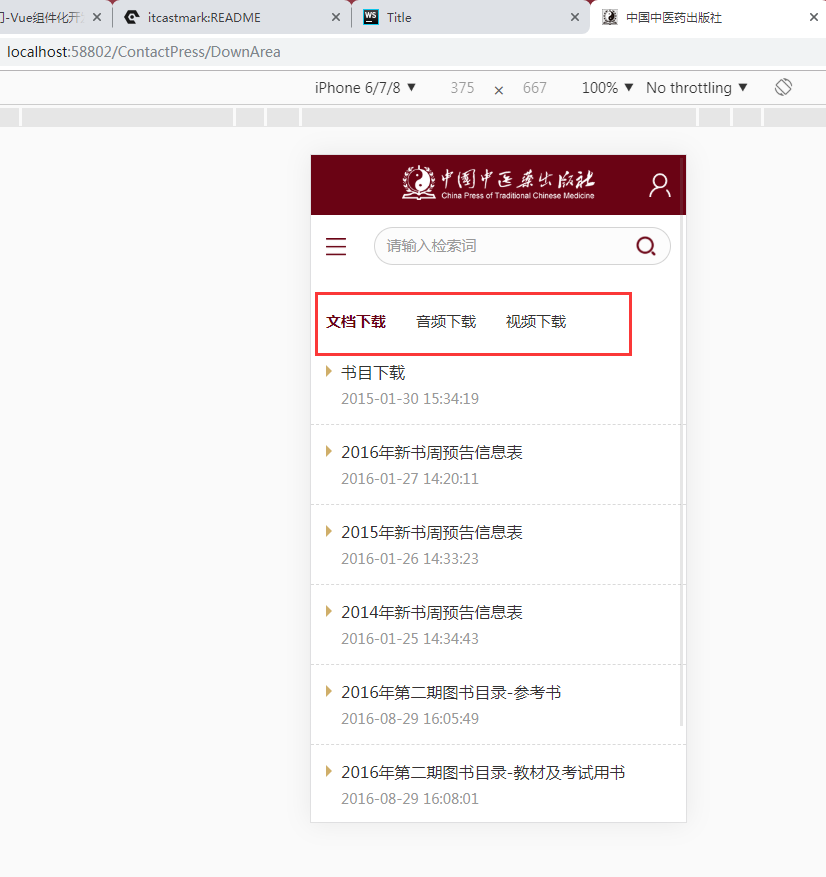 门-Vue组件化开发 itcastmark:README Title 中国中医药出版社
localhost:58802/ContactPress/DownArea
iPhone 6/7/8 375 × 667 100% No throttling
中国中医药出版社
China Press of Traditional Chinese Medicine
请输入检索词
文档下载 音频下载 视频下载
书目下载
2015-01-30 15:34:19
2016年新书周预告信息表
2016-01-27 14:20:11
2015年新书周预告信息表
2016-01-26 14:33:23
2014年新书周预告信息表
2016-01-25 14:34:43
2016年第二期图书目录-参考书
2016-08-29 16:05:49
2016年第二期图书目录-教材及考试用书
2016-08-29 16:08:01